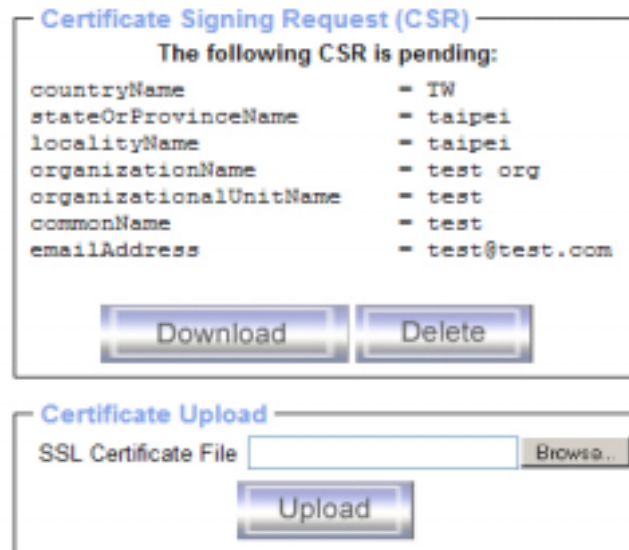 Certificate Signing Request (CSR)
The following CSR is pending:
countryName = TW
stateOrProvinceName = taipei
localityName = taipei
organizationName = test org
organizationalUnitName = test
commonName = test
emailAddress = test@test.com
Download Delete
Certificate Upload
SSL Certificate File Browse...
Upload